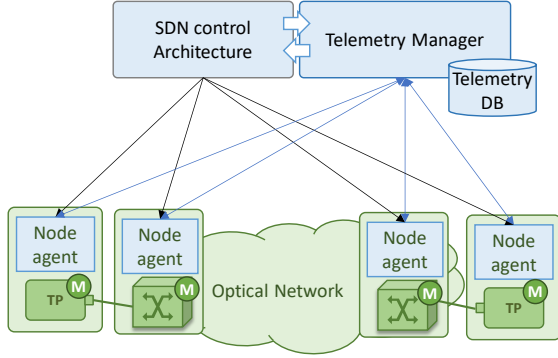 SDN control
Architecture
Telemetry Manager
Telemetry
DB
Node
agent
M
TP
Node
agent
M
Optical Network
Node
agent
M
Node
agent
M
TP